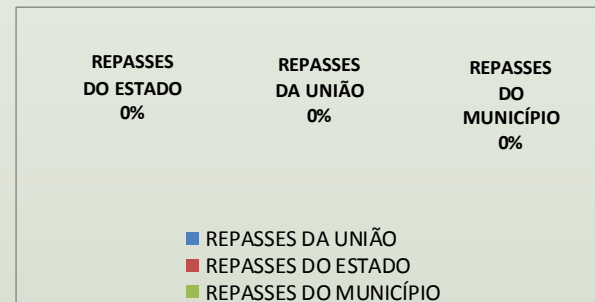 REPASSES
DO ESTADO
0%
REPASSES
DA UNIÃO
0%
REPASSES
DO
MUNICÍPIO
0%
REPASSES DA UNIÃO
REPASSES DO ESTADO
REPASSES DO MUNICÍPIO